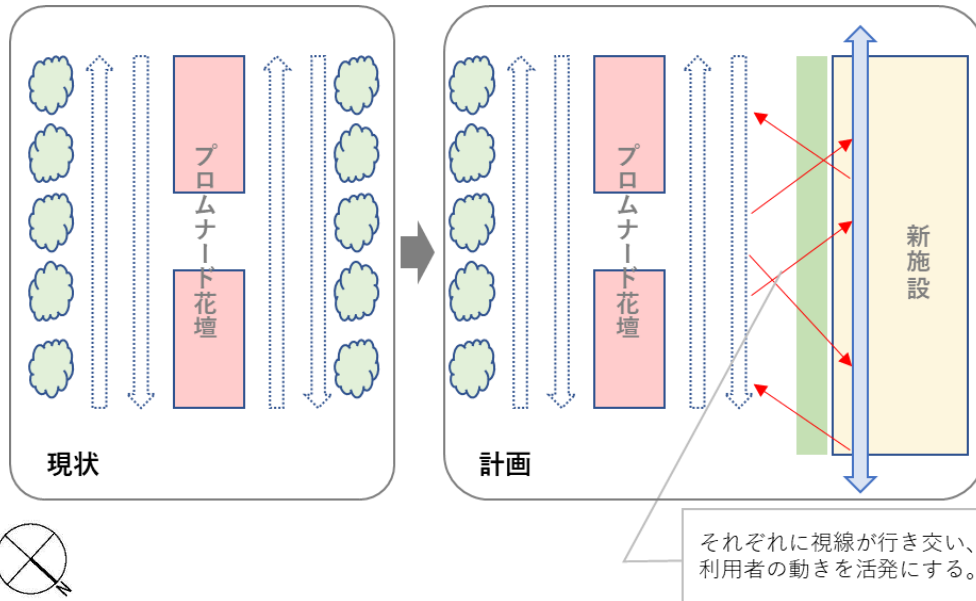 プロムナード花壇
現状
プロムナード花壇
新施設
計画
N
それぞれに視線が行き交い、
利用者の動きを活発にする。